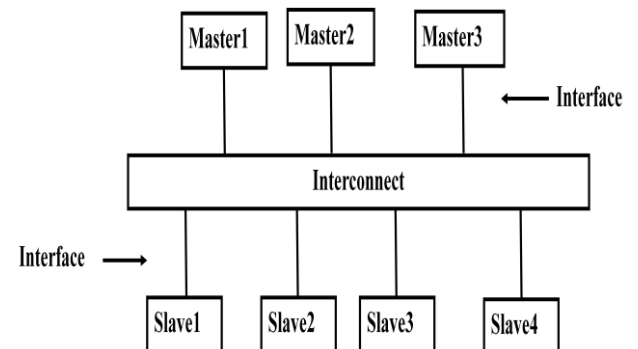 Master1
Master2
Master3
Interface
Interconnect
Interface
Slave1
Slave2
Slave3
Slave4